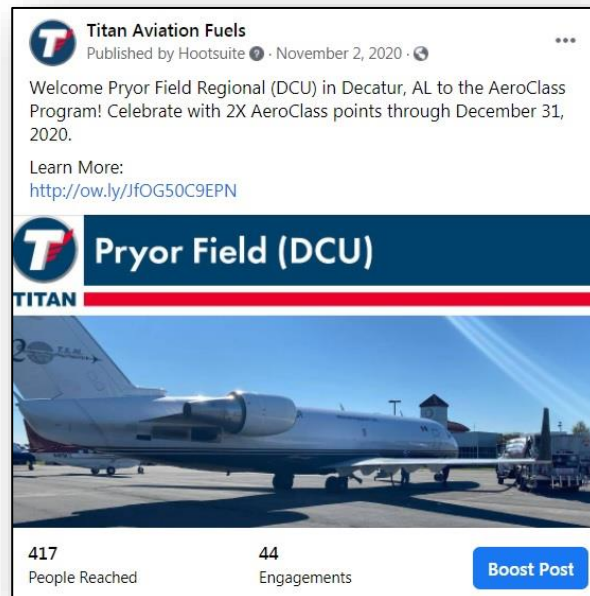 Titan Aviation Fuels
Published by Hootsuite · November 2, 2020 ·
Welcome Pryor Field Regional (DCU) in Decatur, AL to the AeroClass
Program! Celebrate with 2X AeroClass points through December 31,
2020.
Learn More:
http://ow.ly/JfOG50C9EPN
Pryor Field (DCU)
TITAN
417
People Reached
44
Engagements
Boost Post